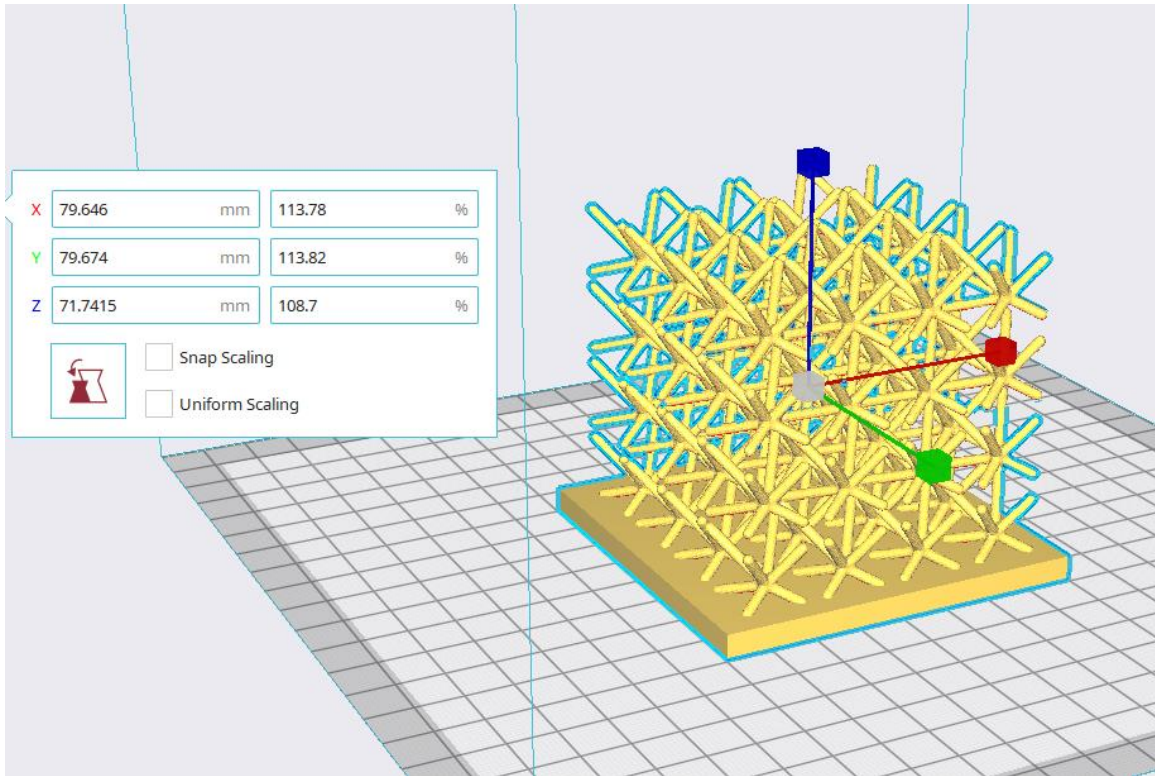 X 79.646 mm 113.78 %
Y 79.674 mm 113.82 %
Z 71.7415 mm 108.7 %
Snap Scaling
Uniform Scaling